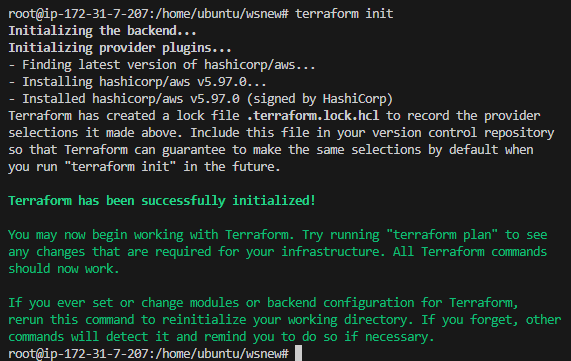 root@ip-172-31-7-207:/home/ubuntu/wsnew# terraform init
Initializing the backend...
Initializing provider plugins...
- Finding latest version of hashicorp/aws...
- Installing hashicorp/aws v5.97.0...
- Installed hashicorp/aws v5.97.0 (signed by HashiCorp)
Terraform has created a lock file .terraform.lock.hcl to record the provider
selections it made above. Include this file in your version control repository
so that Terraform can guarantee to make the same selections by default when
you run "terraform init" in the future.
Terraform has been successfully initialized!
You may now begin working with Terraform. Try running "terraform plan" to see
any changes that are required for your infrastructure. All Terraform commands
should now work.
If you ever set or change modules or backend configuration for Terraform,
rerun this command to reinitialize your working directory. If you forget, other
commands will detect it and remind you to do so if necessary.
root@ip-172-31-7-207:/home/ubuntu/wsnew#